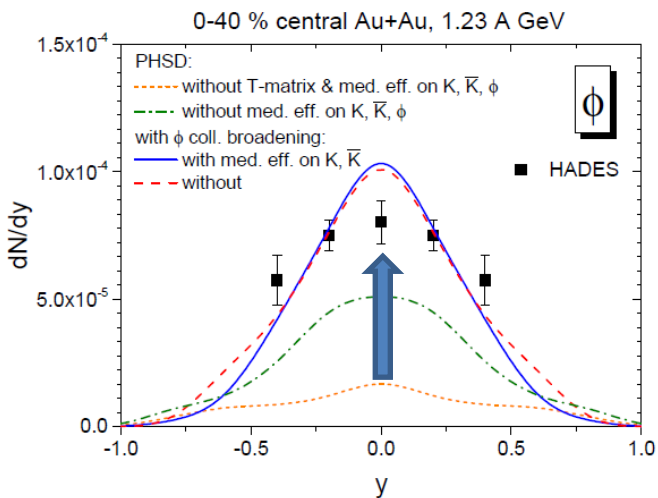 0-40 % central Au+Au, 1.23 A GeV
PHSD:
without T-matrix & med. eff. on K, K̅, ϕ
without med. eff. on K, K̅, ϕ
with ϕ coll. broadening:
with med. eff. on K, K̅
without
ϕ
HADES
1.5x10⁻⁴
1.0x10⁻⁴
5.0x10⁻⁵
0.0
dN/dy
-1.0 -0.5 0.0 0.5 1.0
y